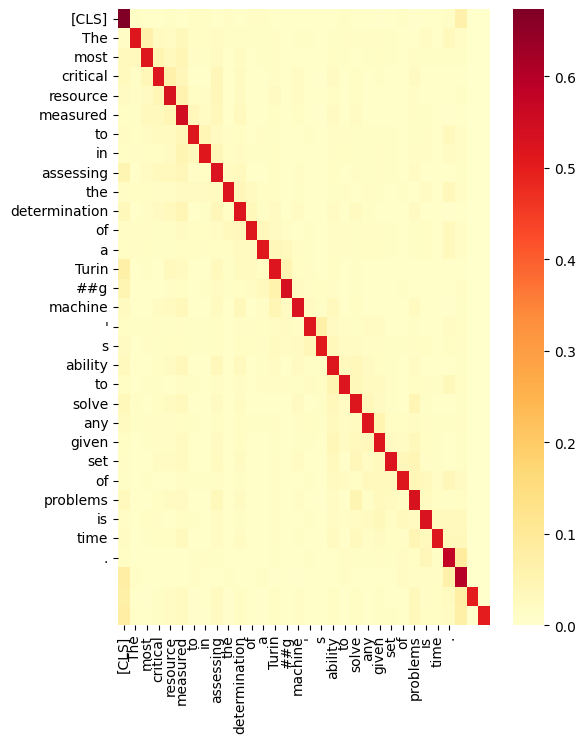 [CLS]
The
most
critical
resource
measured
to
in
assessing
the
determination
of
a
Turin
##g
machine
'
s
ability
to
solve
any
given
set
of
problems
is
time
.
0.6
0.5
0.4
0.3
0.2
0.1
0.0
[CLS]
The
most
critical
resource
measured
to
in
assessing
the
determination
of
a
Turin
##g
machine
'
s
ability
to
solve
any
given
set
of
problems
is
time
.